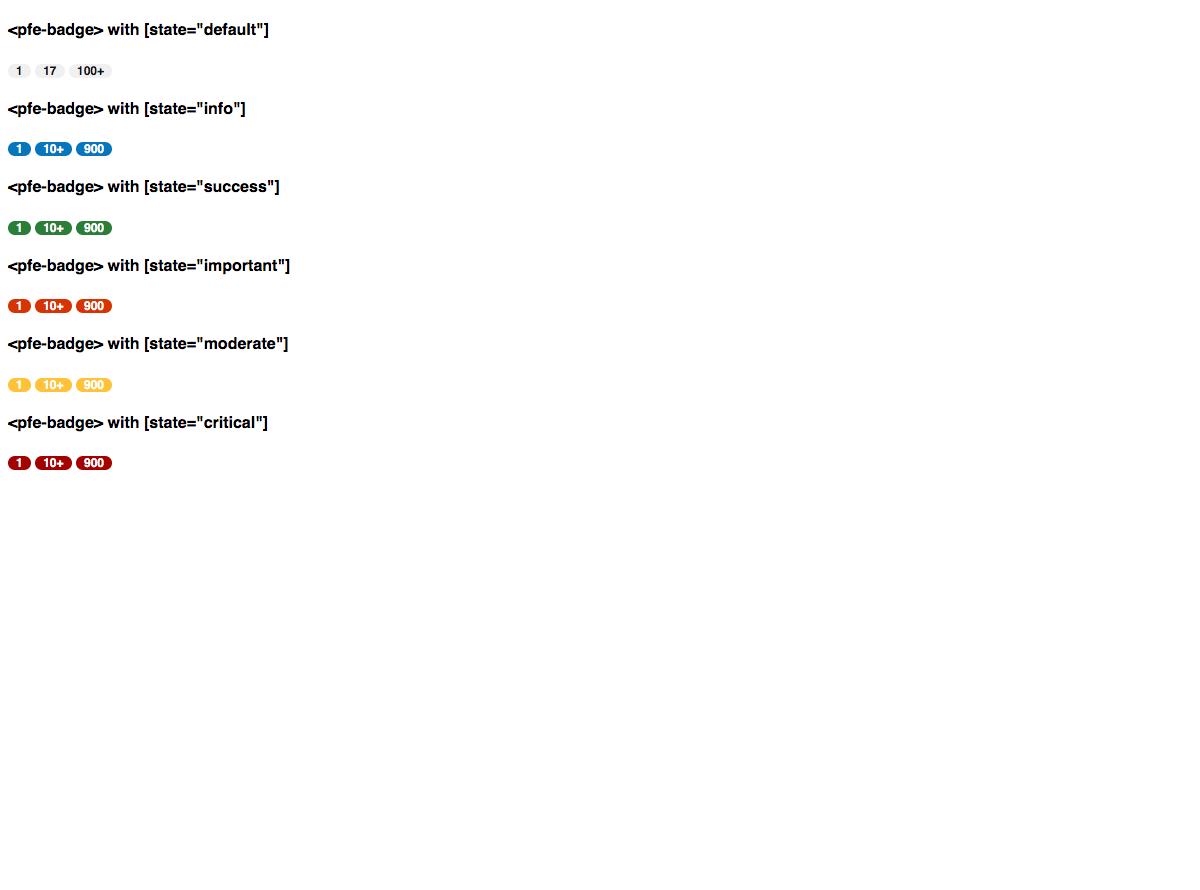 <pfe-badge> with [state="default"]
1 17 100+
<pfe-badge> with [state="info"]
1 10+ 900
<pfe-badge> with [state="success"]
1 10+ 900
<pfe-badge> with [state="important"]
1 10+ 900
<pfe-badge> with [state="moderate"]
1 10+ 900
<pfe-badge> with [state="critical"]
1 10+ 900